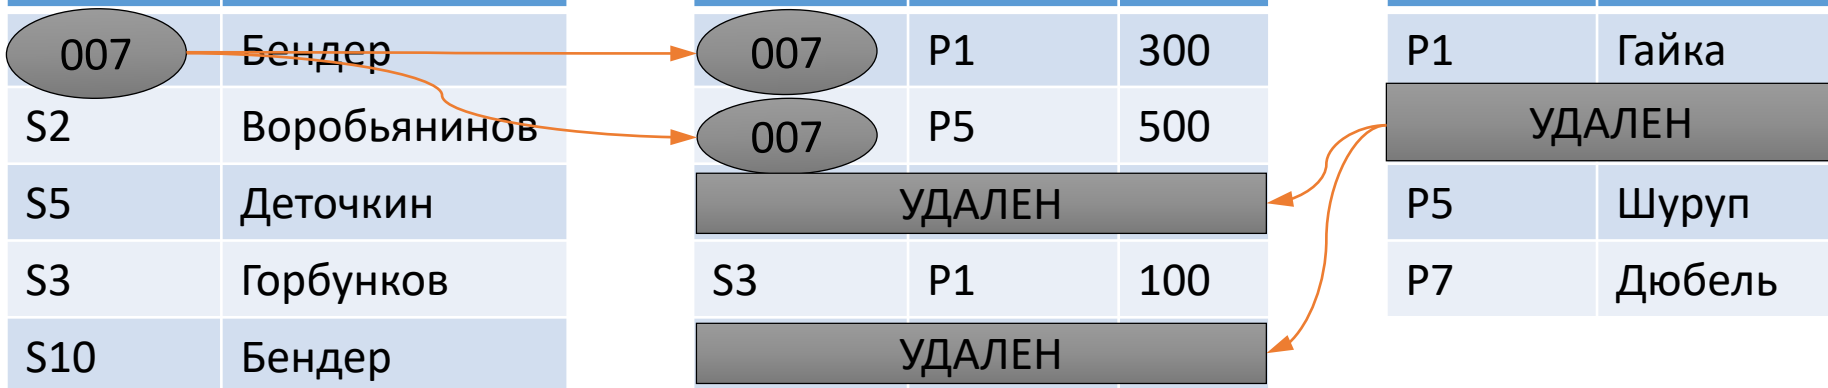 007 Бендер
S2 Воробьянинов
S5 Деточкин
S3 Горбунков
S10 Бендер
007 P1 300
007 P5 500
УДАЛЕН
S3 P1 100
УДАЛЕН
P1 Гайка
УДАЛЕН
P5 Шуруп
P7 Дюбель